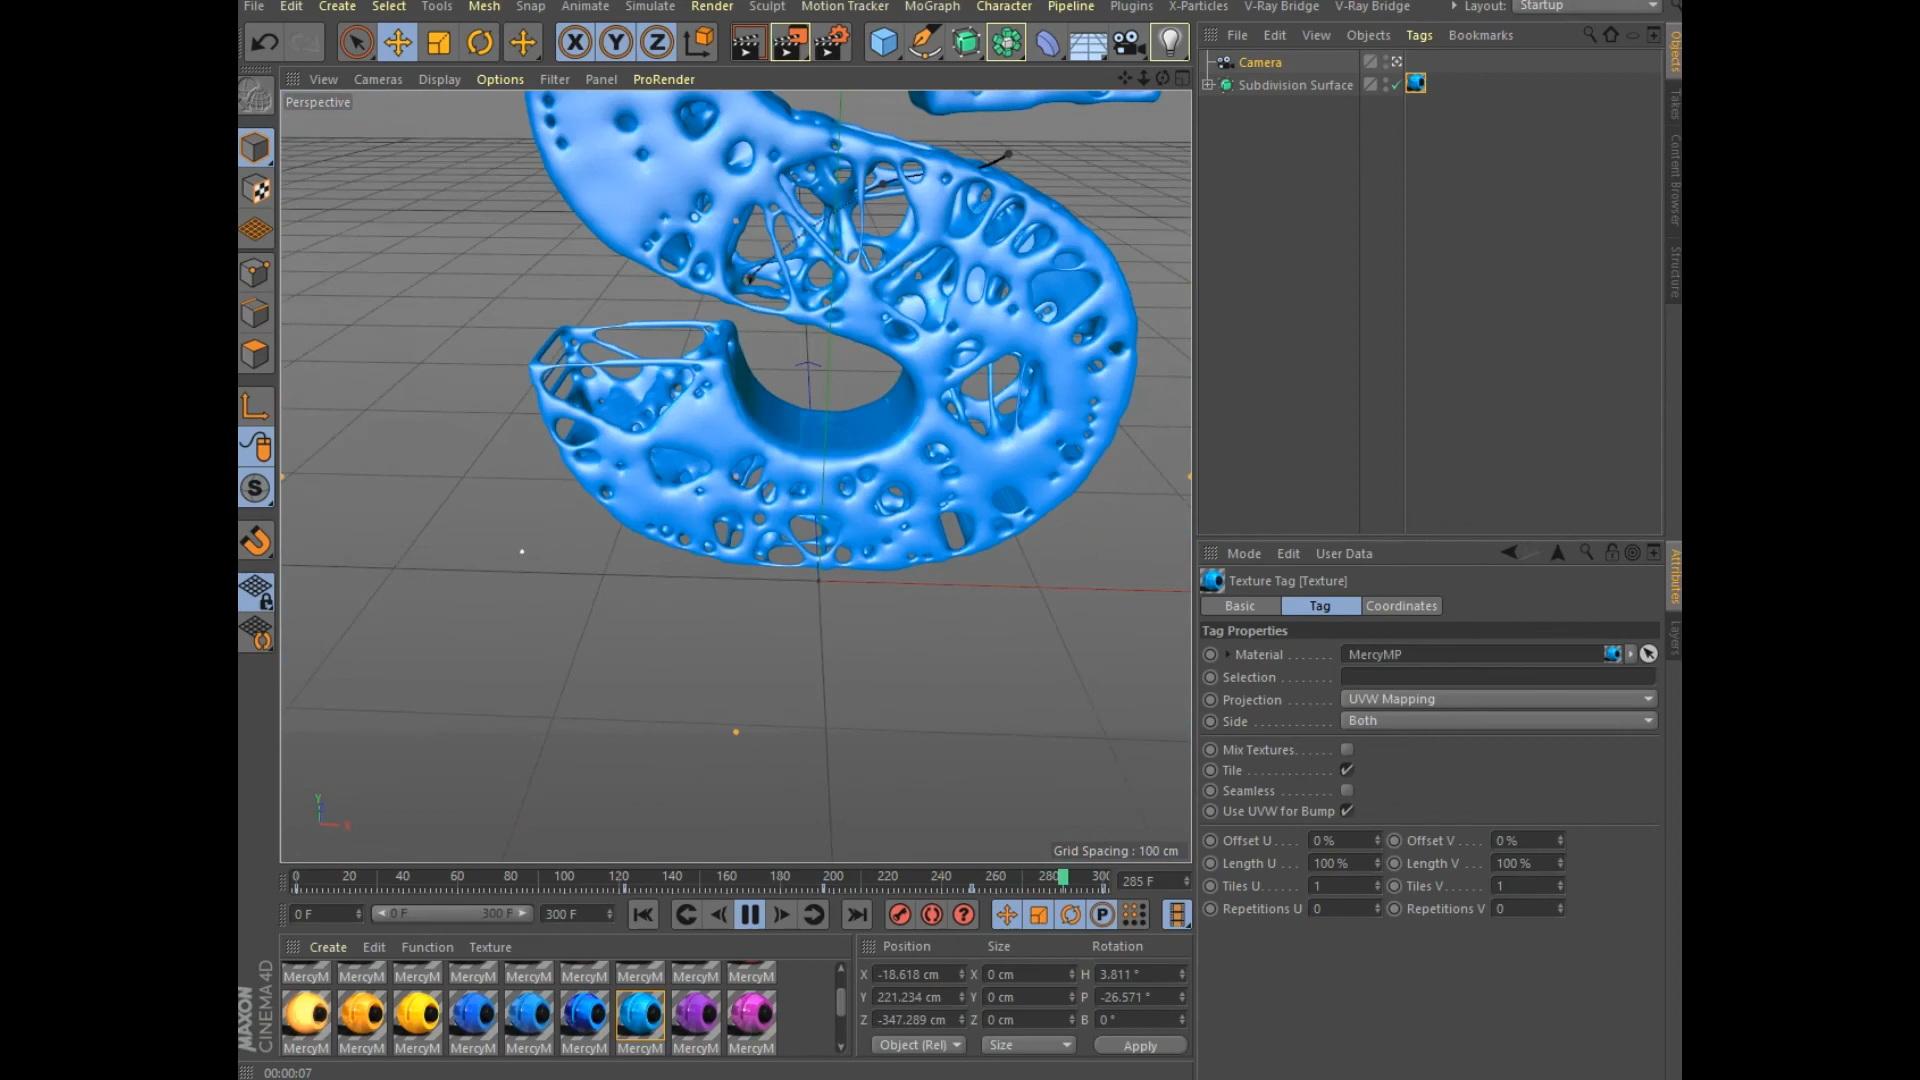 File Edit Create Select Tools Mesh Snap Animate Simulate Render Sculpt Motion Tracker MoGraph Character Pipeline Plugins X-Particles V-Ray Bridge V-Ray Bridge Layout: Startup
File Edit View Objects Tags Bookmarks
View Cameras Display Options Filter Panel ProRender
Perspective
Camera
Subdivision Surface
Objects
Takes
Content Browser
Structure
X Y Z
S
Y
X
Grid Spacing : 100 cm
Mode Edit User Data
Texture Tag [Texture]
Basic Tag Coordinates
Tag Properties
Material MercyMP
Selection
Projection UVW Mapping
Side Both
Mix Textures
Tile
Seamless
Use UVW for Bump
Offset U 0 % Offset V 0 %
Length U 100 % Length V 100 %
Tiles U 1 Tiles V 1
Repetitions U 0 Repetitions V 0
Attributes
Layers
0 20 40 60 80 100 120 140 160 180 200 220 240 260 280 300 285 F
0 F 0 F 300 F 300 F
P
Create Edit Function Texture
MercyM MercyM MercyM MercyM MercyM MercyM MercyM MercyM MercyM
MercyM MercyM MercyM MercyM MercyM MercyM MercyM MercyM MercyM
Position Size Rotation
X -18.618 cm X 0 cm H 3.811 °
Y 221.234 cm Y 0 cm P -26.571 °
Z -347.289 cm Z 0 cm B 0 °
Object (Rel) Size Apply
MAXON
CINEMA 4D
00:00:07